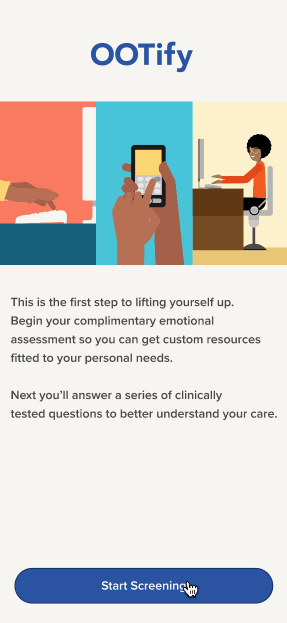 OOTify
This is the first step to lifting yourself up.
Begin your complimentary emotional
assessment so you can get custom resources
fitted to your personal needs.
Next you'll answer a series of clinically
tested questions to better understand your care.
Start Screening